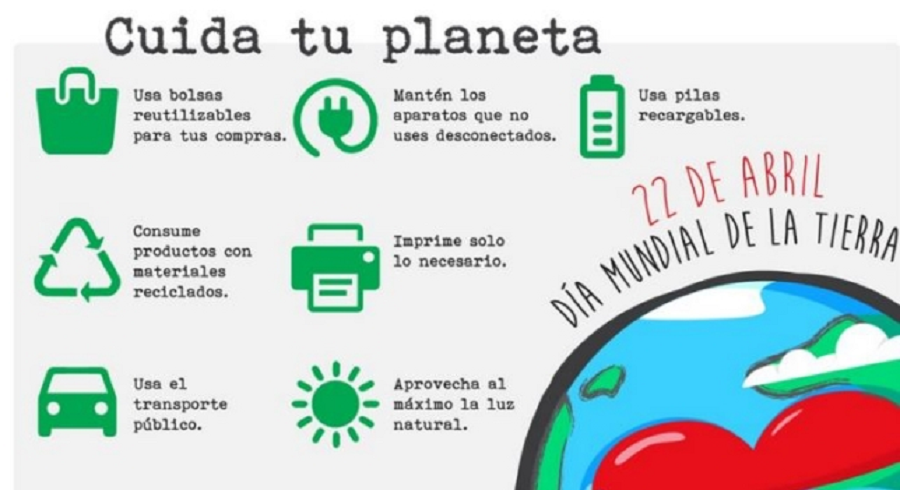 Cuida tu planeta
Usa bolsas
reutilizables
para tus compras.
Mantén los
aparatos que no
uses desconectados.
Usa pilas
recargables.
22 DE ABRIL
DÍA MUNDIAL DE LA TIERRA
Consume
productos con
materiales
reciclados.
Imprime solo
lo necesario.
Usa el
transporte
público.
Aprovecha al
máximo la luz
natural.